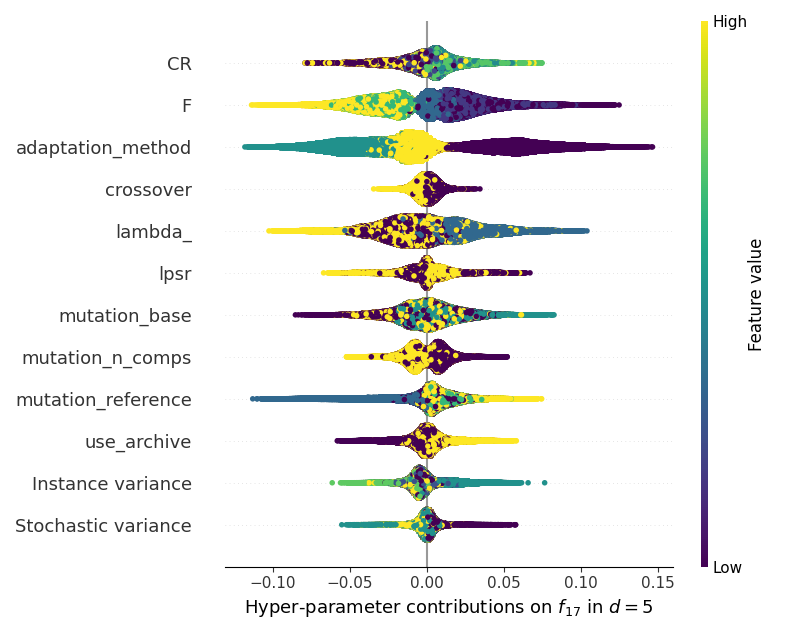 CR
F
adaptation_method
crossover
lambda_
lpsr
mutation_base
mutation_n_comps
mutation_reference
use_archive
Instance variance
Stochastic variance
−0.10 −0.05 0.00 0.05 0.10 0.15
Hyper-parameter contributions on f₁₇ in d = 5
High
Feature value
Low